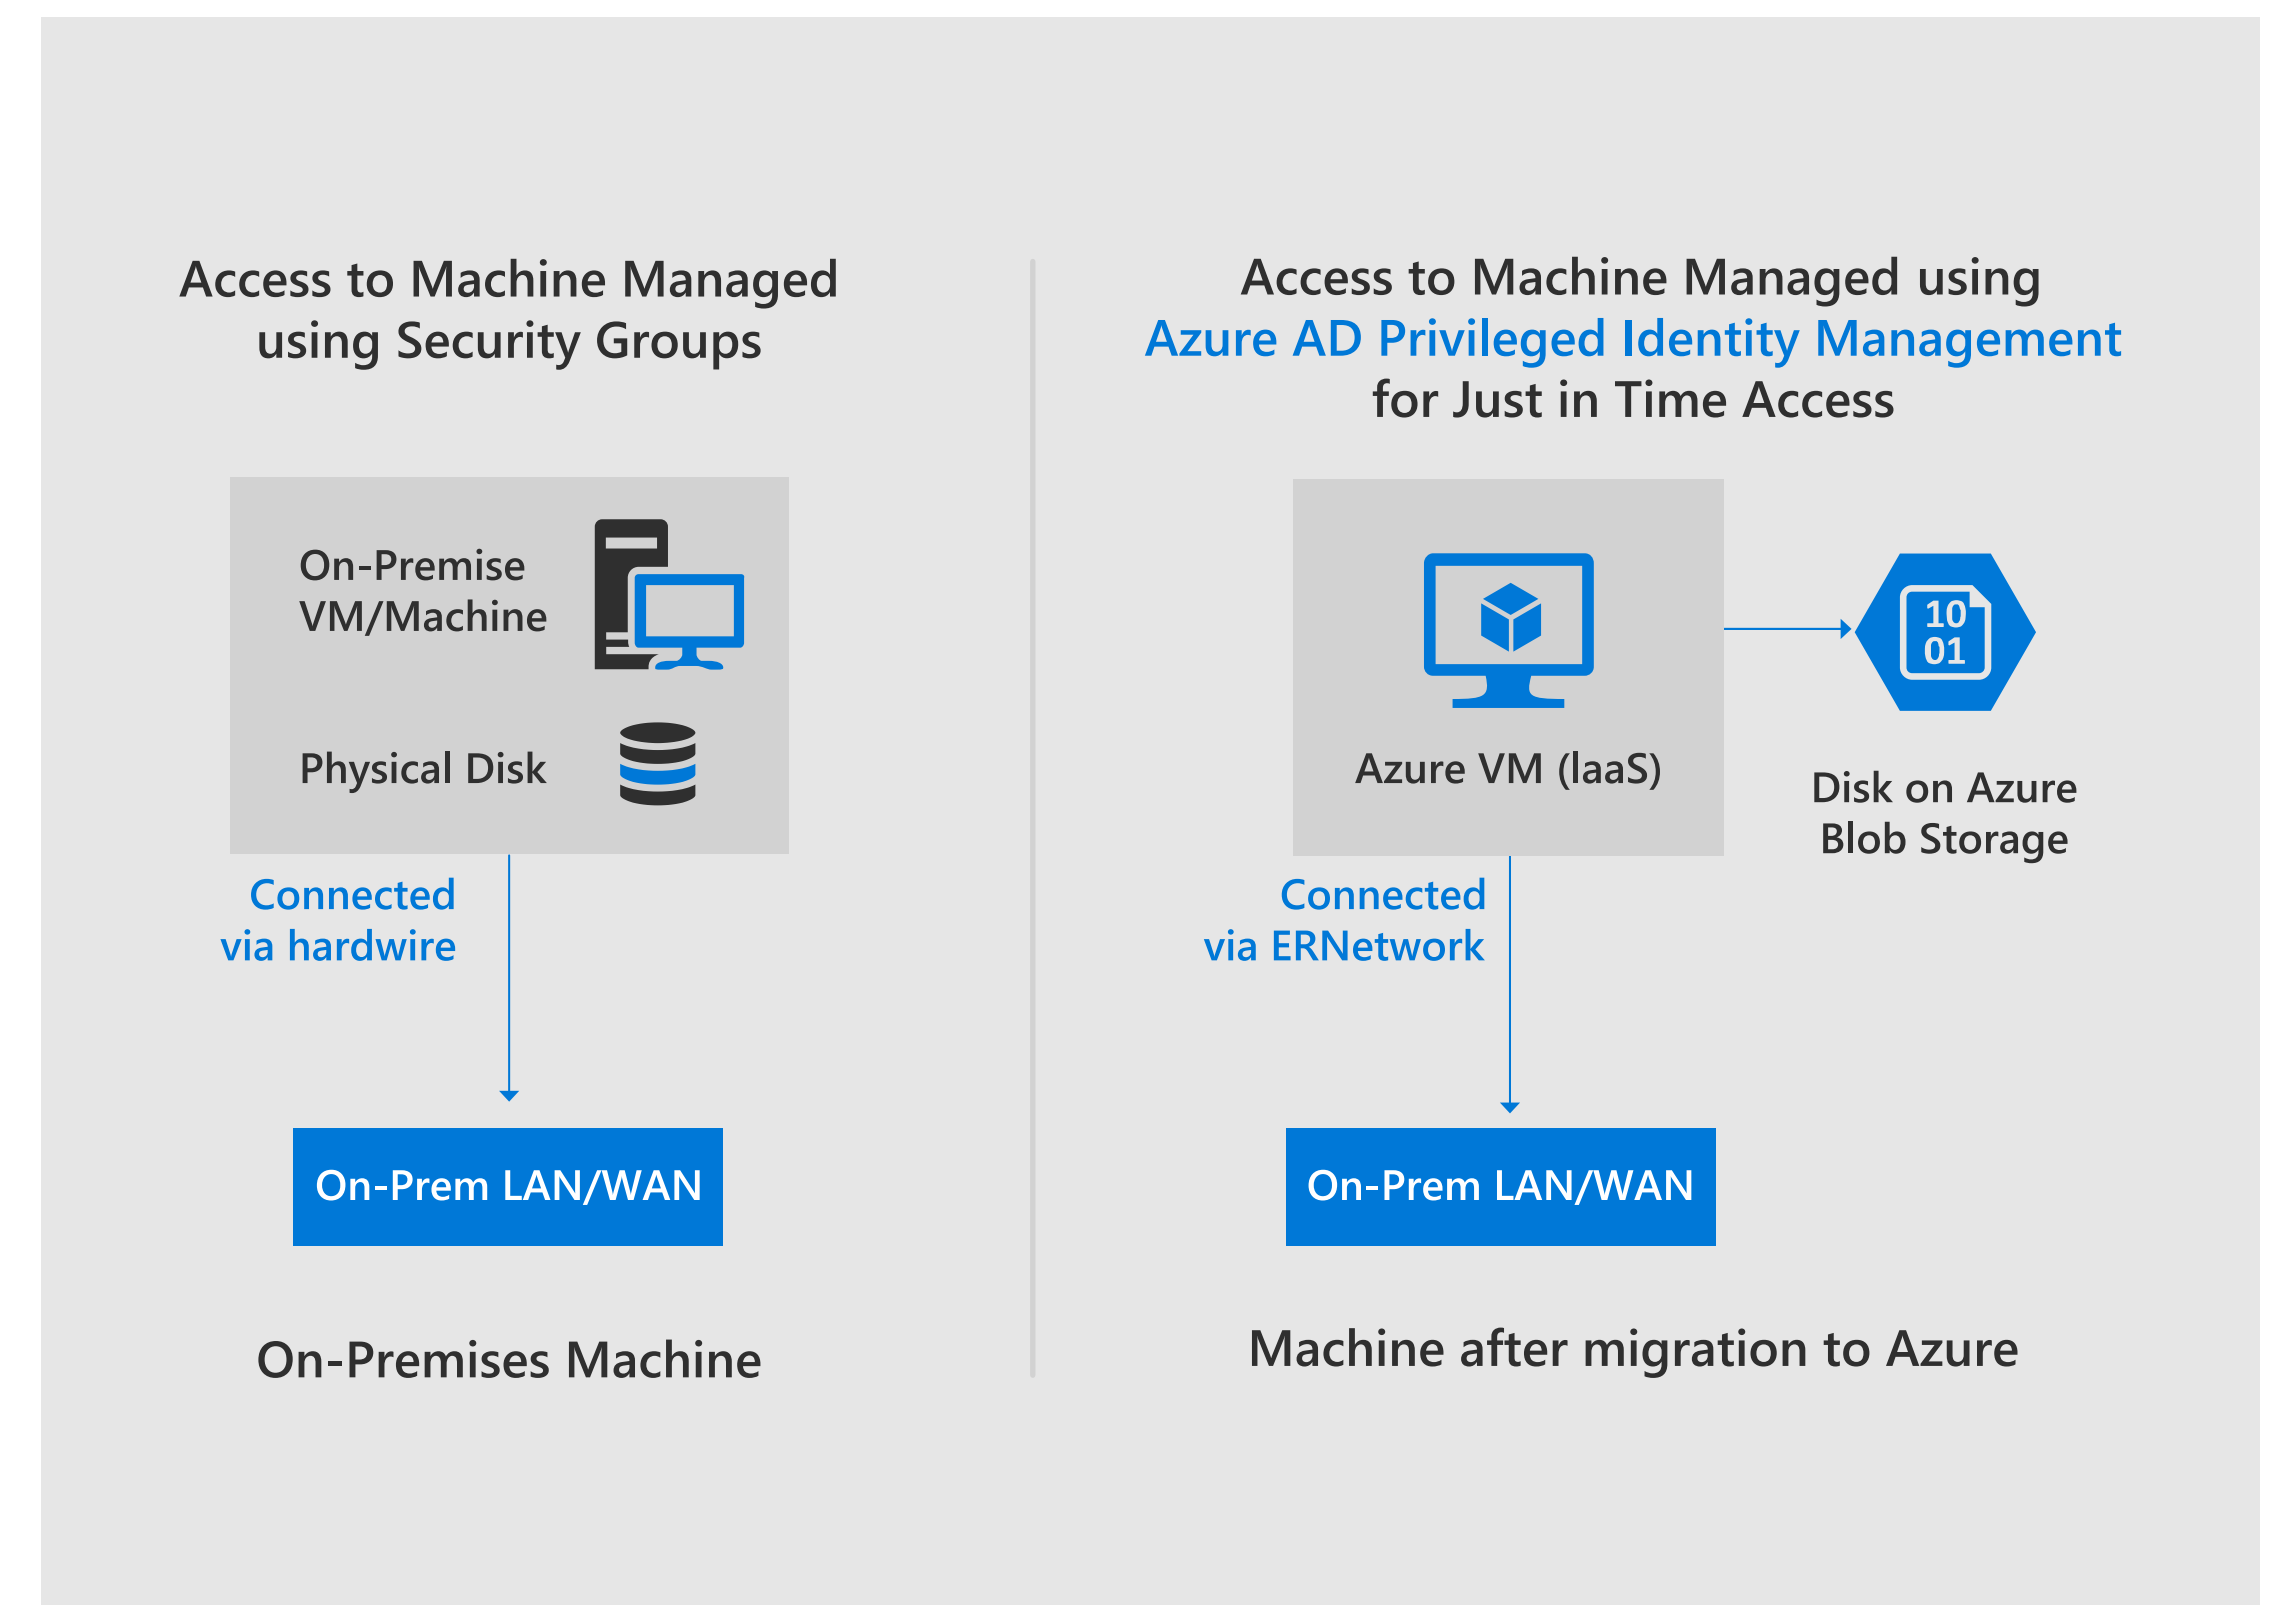 Access to Machine Managed
using Security Groups
On-Premise
VM/Machine
Physical Disk
Connected
via hardwire
On-Prem LAN/WAN
On-Premises Machine
Access to Machine Managed using
Azure AD Privileged Identity Management
for Just in Time Access
Azure VM (laaS)
10
01
Disk on Azure
Blob Storage
Connected
via ERNetwork
On-Prem LAN/WAN
Machine after migration to Azure